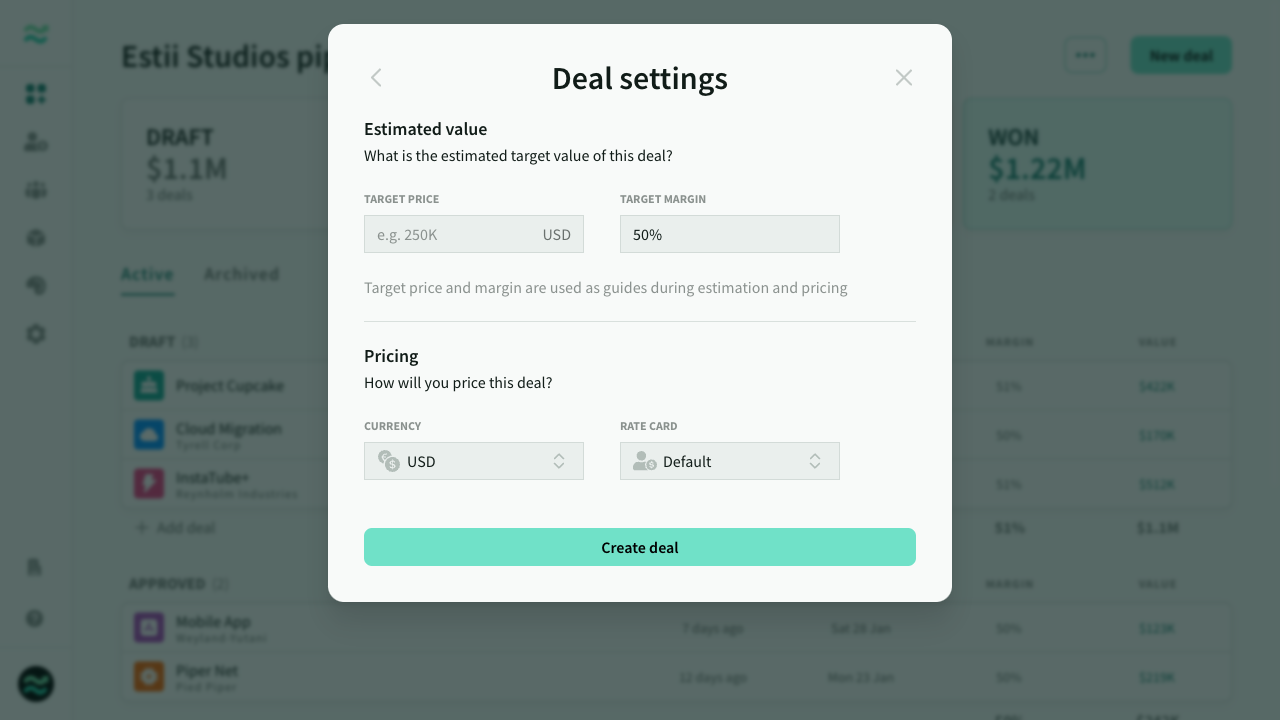 Estii Studios pip
New deal
Deal settings
DRAFT
$1.1M
3 deals
WON
$1.22M
2 deals
Estimated value
What is the estimated target value of this deal?
TARGET PRICE
TARGET MARGIN
e.g. 250K
USD
50%
Active
Archived
Target price and margin are used as guides during estimation and pricing
DRAFT (3)
MARGIN
VALUE
Pricing
How will you price this deal?
Project Cupcake
51%
$412K
CURRENCY
RATE CARD
USD
Default
Cloud Migration
Tyrell Corp
50%
$170K
InstaTube+
Reynholm Industries
51%
$512K
Add deal
51%
$1.1M
Create deal
APPROVED (2)
MARGIN
VALUE
Mobile App
Weyland-Yutani
7 days ago
Sat 28 Jan
50%
$123K
Piper Net
Pied Piper
12 days ago
Mon 23 Jan
50%
$219K